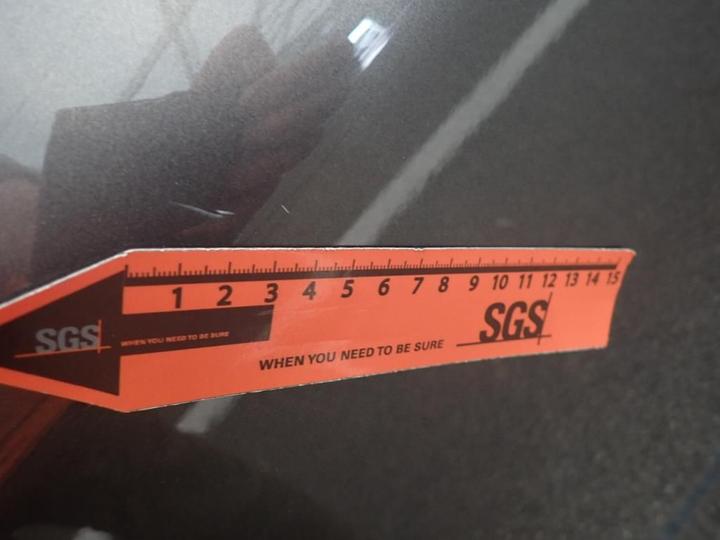 1 2 3 4 5 6 7 8 9 10 11 12 13 14 15
SGS WHEN YOU NEED TO BE SURE
WHEN YOU NEED TO BE SURE SGS